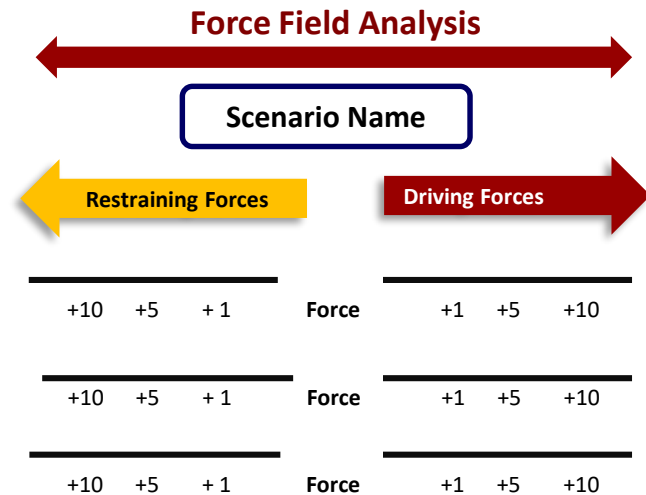 Force Field Analysis
Scenario Name
Restraining Forces Driving Forces
+10 +5 + 1 Force +1 +5 +10
+10 +5 + 1 Force +1 +5 +10
+10 +5 + 1 Force +1 +5 +10